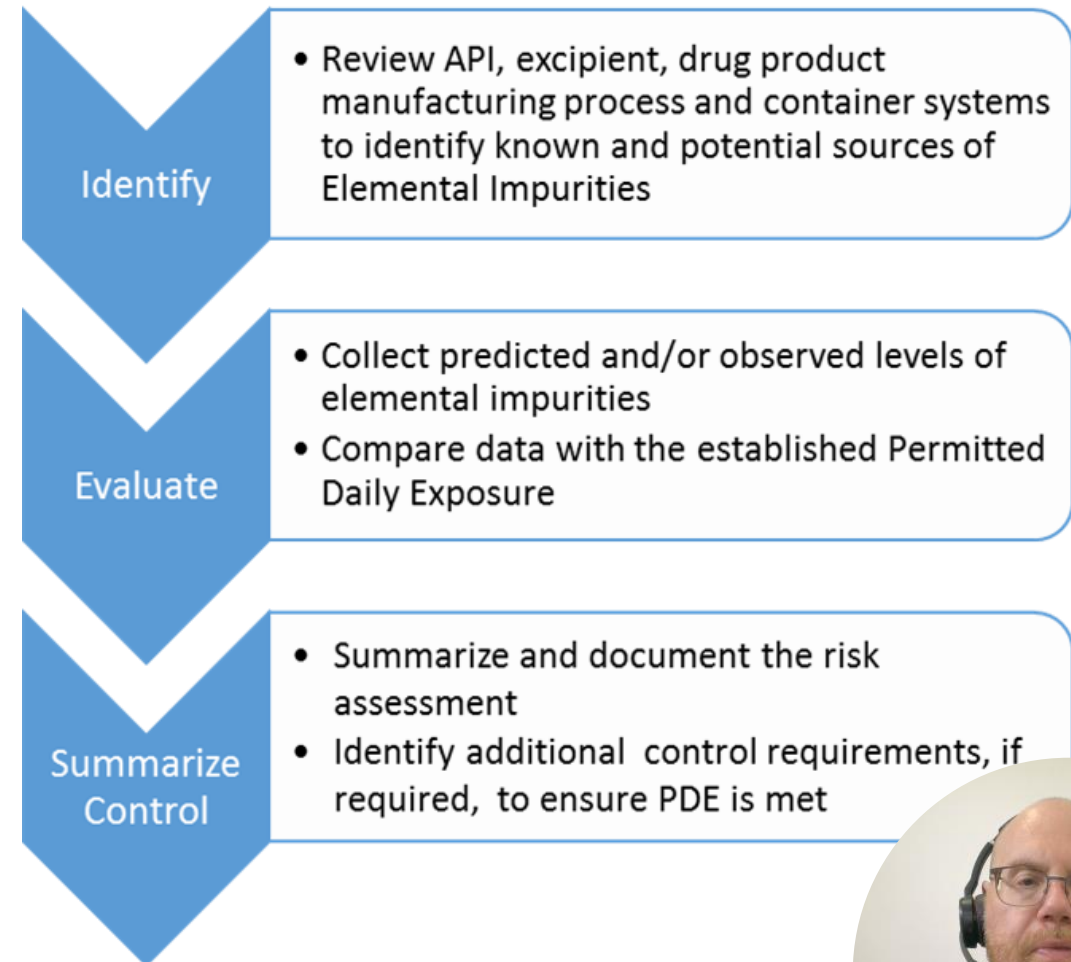 Identify
• Review API, excipient, drug product
manufacturing process and container systems
to identify known and potential sources of
Elemental Impurities
Evaluate
• Collect predicted and/or observed levels of
elemental impurities
• Compare data with the established Permitted
Daily Exposure
Summarize
Control
• Summarize and document the risk
assessment
• Identify additional control requirements, if
required, to ensure PDE is met